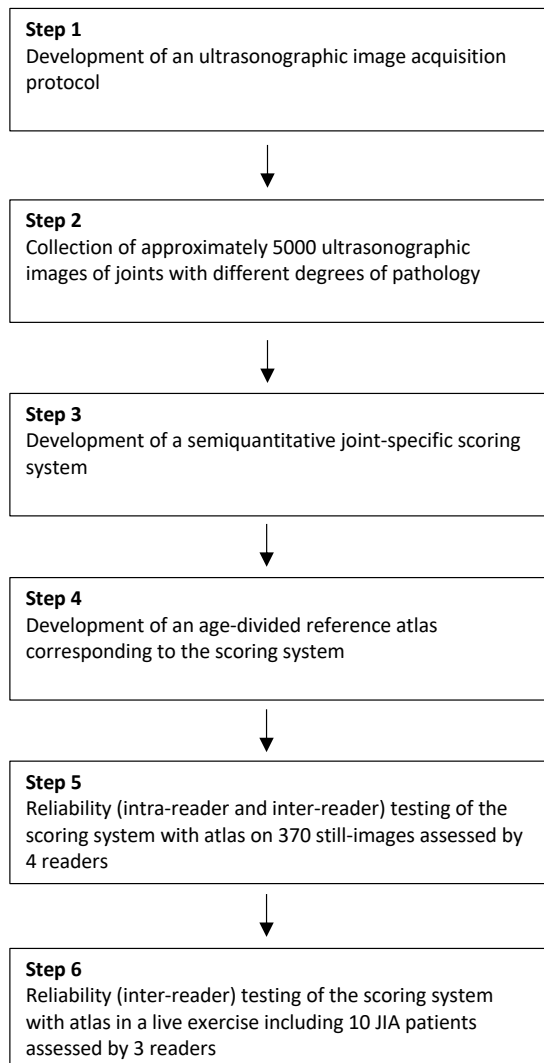 Step 1
Development of an ultrasonographic image acquisition
protocol
Step 2
Collection of approximately 5000 ultrasonographic
images of joints with different degrees of pathology
Step 3
Development of a semiquantitative joint-specific scoring
system
Step 4
Development of an age-divided reference atlas
corresponding to the scoring system
Step 5
Reliability (intra-reader and inter-reader) testing of the
scoring system with atlas on 370 still-images assessed by
4 readers
Step 6
Reliability (inter-reader) testing of the scoring system
with atlas in a live exercise including 10 JIA patients
assessed by 3 readers